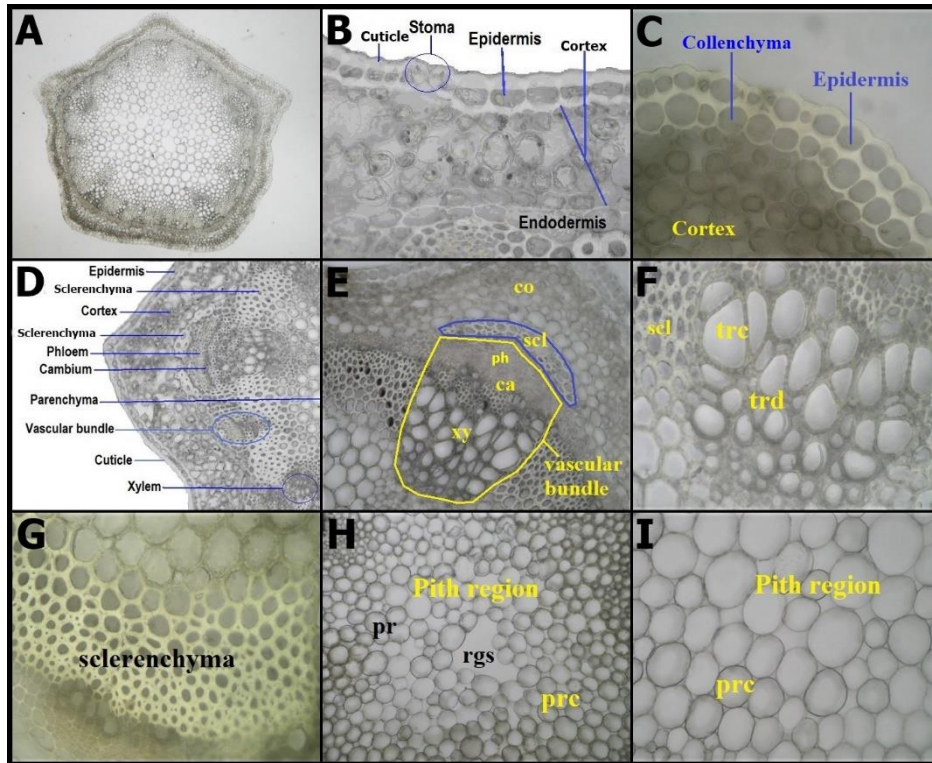 A
B
Stoma
Cuticle
Epidermis
Cortex
Endodermis
C
Collenchyma
Epidermis
Cortex
D
Epidermis
Sclerenchyma
Cortex
Sclerenchyma
Phloem
Cambium
Parenchyma
Vascular bundle
Cuticle
Xylem
E
co
scl
ph
ca
xy
vascular
bundle
F
scl
trc
trd
G
sclerenchyma
H
Pith region
pr
rgs
prc
I
Pith region
prc